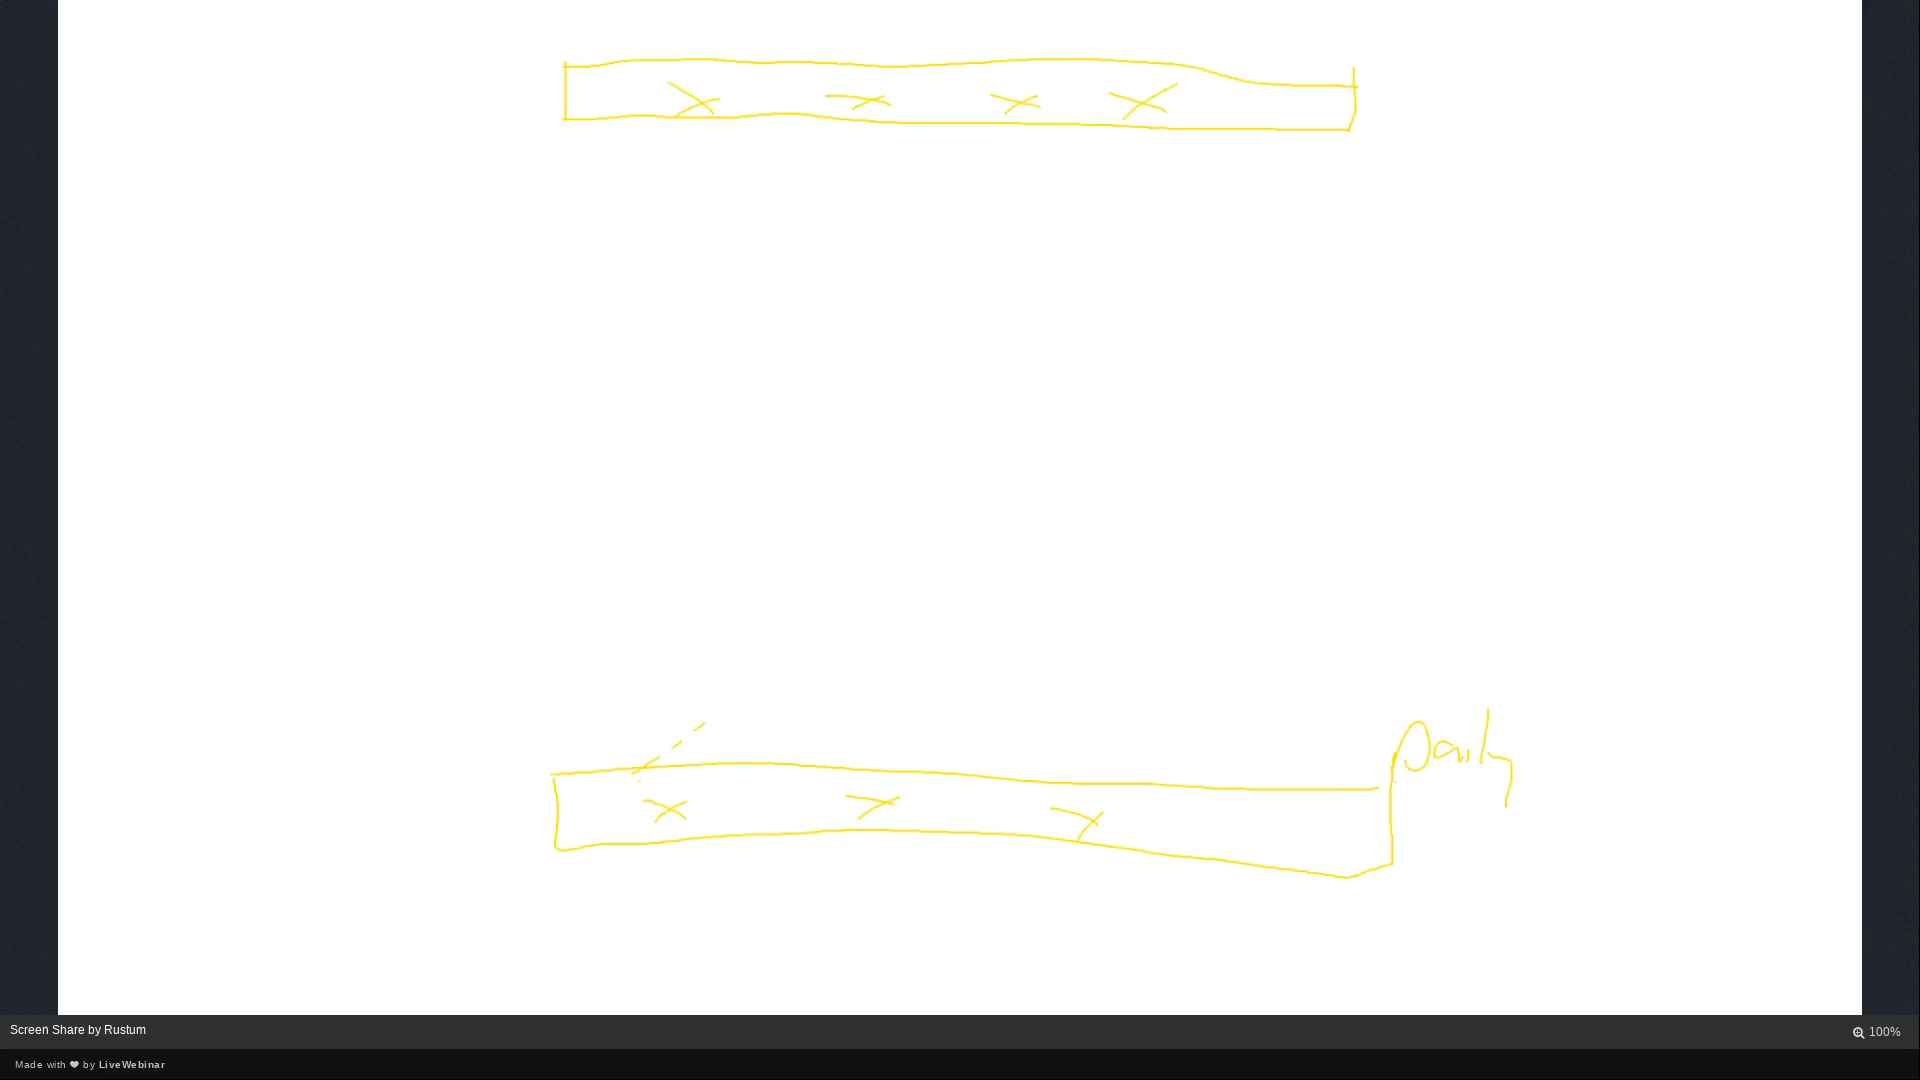 x x x x
Daily
x x x
Screen Share by Rustum
100%
Made with ❤ by LiveWebinar